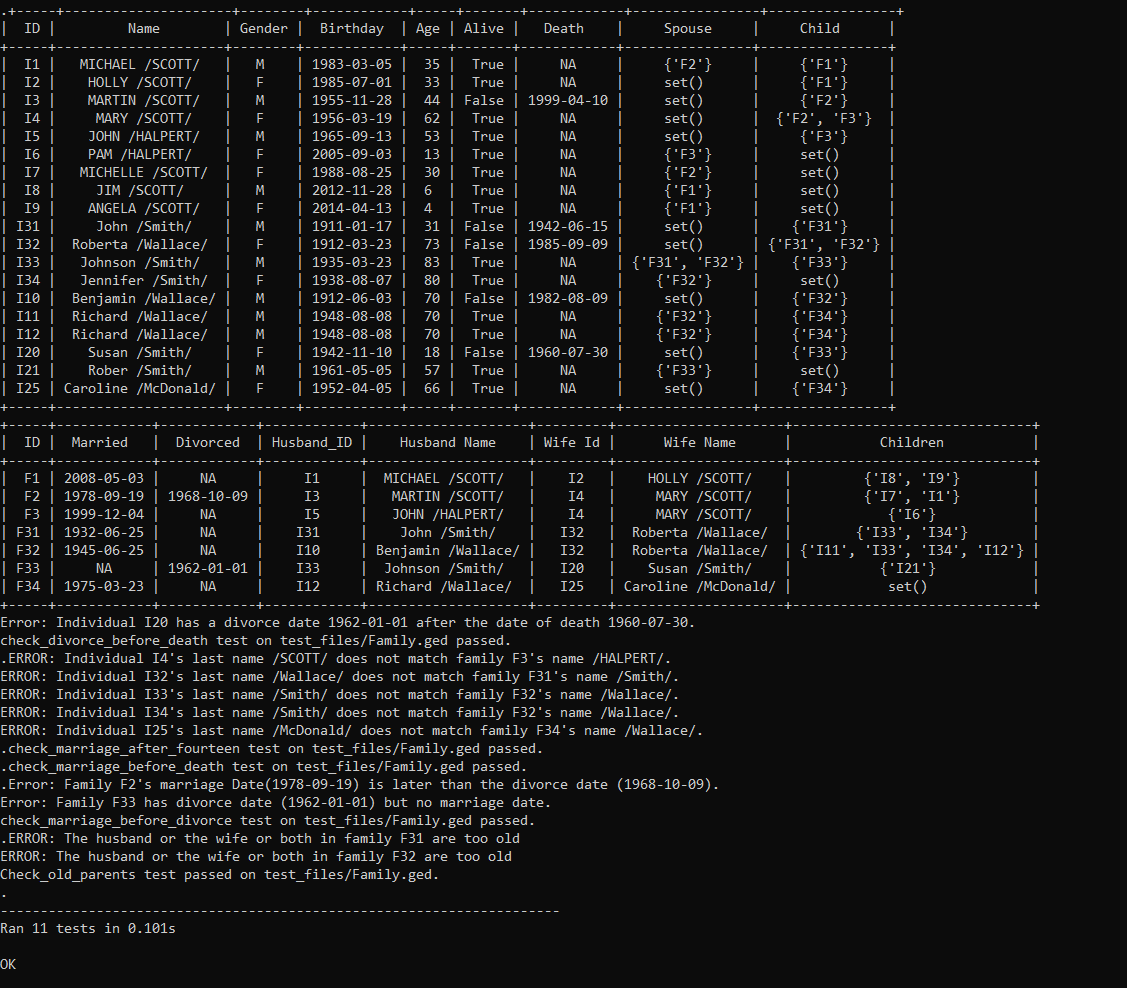 .+-----+---------------------+--------+------------+-----+-------+------------+----------------+----------------+
|  ID |         Name         | Gender |  Birthday  | Age | Alive |   Death    |     Spouse     |     Child      |
+-----+---------------------+--------+------------+-----+-------+------------+----------------+----------------+
|  I1 |   MICHAEL /SCOTT/   |   M    | 1983-03-05 |  35 |  True |     NA     |     {'F2'}     |     {'F1'}     |
|  I2 |    HOLLY /SCOTT/    |   F    | 1985-07-01 |  33 |  True |     NA     |     set()      |     {'F1'}     |
|  I3 |    MARTIN /SCOTT/   |   M    | 1955-11-28 |  44 | False | 1999-04-10 |     set()      |     {'F2'}     |
|  I4 |     MARY /SCOTT/    |   F    | 1956-03-19 |  62 |  True |     NA     |     set()      |  {'F2', 'F3'}  |
|  I5 |    JOHN /HALPERT/   |   M    | 1965-09-13 |  53 |  True |     NA     |     set()      |     {'F3'}     |
|  I6 |    PAM /HALPERT/    |   F    | 2005-09-03 |  13 |  True |     NA     |     {'F3'}     |     set()      |
|  I7 |   MICHELLE /SCOTT/  |   F    | 1988-08-25 |  30 |  True |     NA     |     {'F2'}     |     set()      |
|  I8 |     JIM /SCOTT/     |   M    | 2012-11-28 |  6  |  True |     NA     |     {'F1'}     |     set()      |
|  I9 |    ANGELA /SCOTT/   |   F    | 2014-04-13 |  4  |  True |     NA     |     {'F1'}     |     set()      |
| I31 |     John /Smith/    |   M    | 1911-01-17 |  31 | False | 1942-06-15 |     set()      |    {'F31'}     |
| I32 |  Roberta /Wallace/  |   F    | 1912-03-23 |  73 | False | 1985-09-09 |     set()      | {'F31', 'F32'} |
| I33 |   Johnson /Smith/   |   M    | 1935-03-23 |  83 |  True |     NA     | {'F31', 'F32'} |    {'F33'}     |
| I34 |   Jennifer /Smith/  |   F    | 1938-08-07 |  80 |  True |     NA     |    {'F32'}     |     set()      |
| I10 |  Benjamin /Wallace/ |   M    | 1912-06-03 |  70 | False | 1982-08-09 |     set()      |    {'F32'}     |
| I11 |  Richard /Wallace/  |   M    | 1948-08-08 |  70 |  True |     NA     |    {'F32'}     |    {'F34'}     |
| I12 |  Richard /Wallace/  |   M    | 1948-08-08 |  70 |  True |     NA     |    {'F32'}     |    {'F34'}     |
| I20 |    Susan /Smith/    |   F    | 1942-11-10 |  18 | False | 1960-07-30 |     set()      |    {'F33'}     |
| I21 |    Rober /Smith/    |   M    | 1961-05-05 |  57 |  True |     NA     |    {'F33'}     |     set()      |
| I25 | Caroline /McDonald/ |   F    | 1952-04-05 |  66 |  True |     NA     |     set()      |    {'F34'}     |
+-----+---------------------+--------+------------+-----+-------+------------+----------------+----------------+
+-----+------------+------------+------------+--------------------+---------+---------------------+------------------------------+
|  ID |  Married   |  Divorced  | Husband_ID |    Husband Name    | Wife Id |      Wife Name      |           Children           |
+-----+------------+------------+------------+--------------------+---------+---------------------+------------------------------+
|  F1 | 2008-05-03 |     NA     |     I1     |  MICHAEL /SCOTT/   |    I2   |    HOLLY /SCOTT/    |         {'I8', 'I9'}         |
|  F2 | 1978-09-19 | 1968-10-09 |     I3     |   MARTIN /SCOTT/   |    I4   |     MARY /SCOTT/    |         {'I7', 'I1'}         |
|  F3 | 1999-12-04 |     NA     |     I5     |   JOHN /HALPERT/   |    I4   |     MARY /SCOTT/    |            {'I6'}            |
| F31 | 1932-06-25 |     NA     |    I31     |    John /Smith/    |   I32   |  Roberta /Wallace/  |        {'I33', 'I34'}        |
| F32 | 1945-06-25 |     NA     |    I10     | Benjamin /Wallace/ |   I32   |  Roberta /Wallace/  | {'I11', 'I33', 'I34', 'I12'} |
| F33 |     NA     | 1962-01-01 |    I33     |  Johnson /Smith/   |   I20   |    Susan /Smith/    |           {'I21'}            |
| F34 | 1975-03-23 |     NA     |    I12     | Richard /Wallace/  |   I25   | Caroline /McDonald/ |            set()             |
+-----+------------+------------+------------+--------------------+---------+---------------------+------------------------------+
Error: Individual I20 has a divorce date 1962-01-01 after the date of death 1960-07-30.
check_divorce_before_death test on test_files/Family.ged passed.
.ERROR: Individual I4's last name /SCOTT/ does not match family F3's name /HALPERT/.
ERROR: Individual I32's last name /Wallace/ does not match family F31's name /Smith/.
ERROR: Individual I33's last name /Smith/ does not match family F32's name /Wallace/.
ERROR: Individual I34's last name /Smith/ does not match family F32's name /Wallace/.
ERROR: Individual I25's last name /McDonald/ does not match family F34's name /Wallace/.
.check_marriage_after_fourteen test on test_files/Family.ged passed.
.check_marriage_before_death test on test_files/Family.ged passed.
.Error: Family F2's marriage Date(1978-09-19) is later than the divorce date (1968-10-09).
Error: Family F33 has divorce date (1962-01-01) but no marriage date.
check_marriage_before_divorce test on test_files/Family.ged passed.
.ERROR: The husband or the wife or both in family F31 are too old
ERROR: The husband or the wife or both in family F32 are too old
Check_old_parents test passed on test_files/Family.ged.
.
----------------------------------------------------------------------
Ran 11 tests in 0.101s
OK